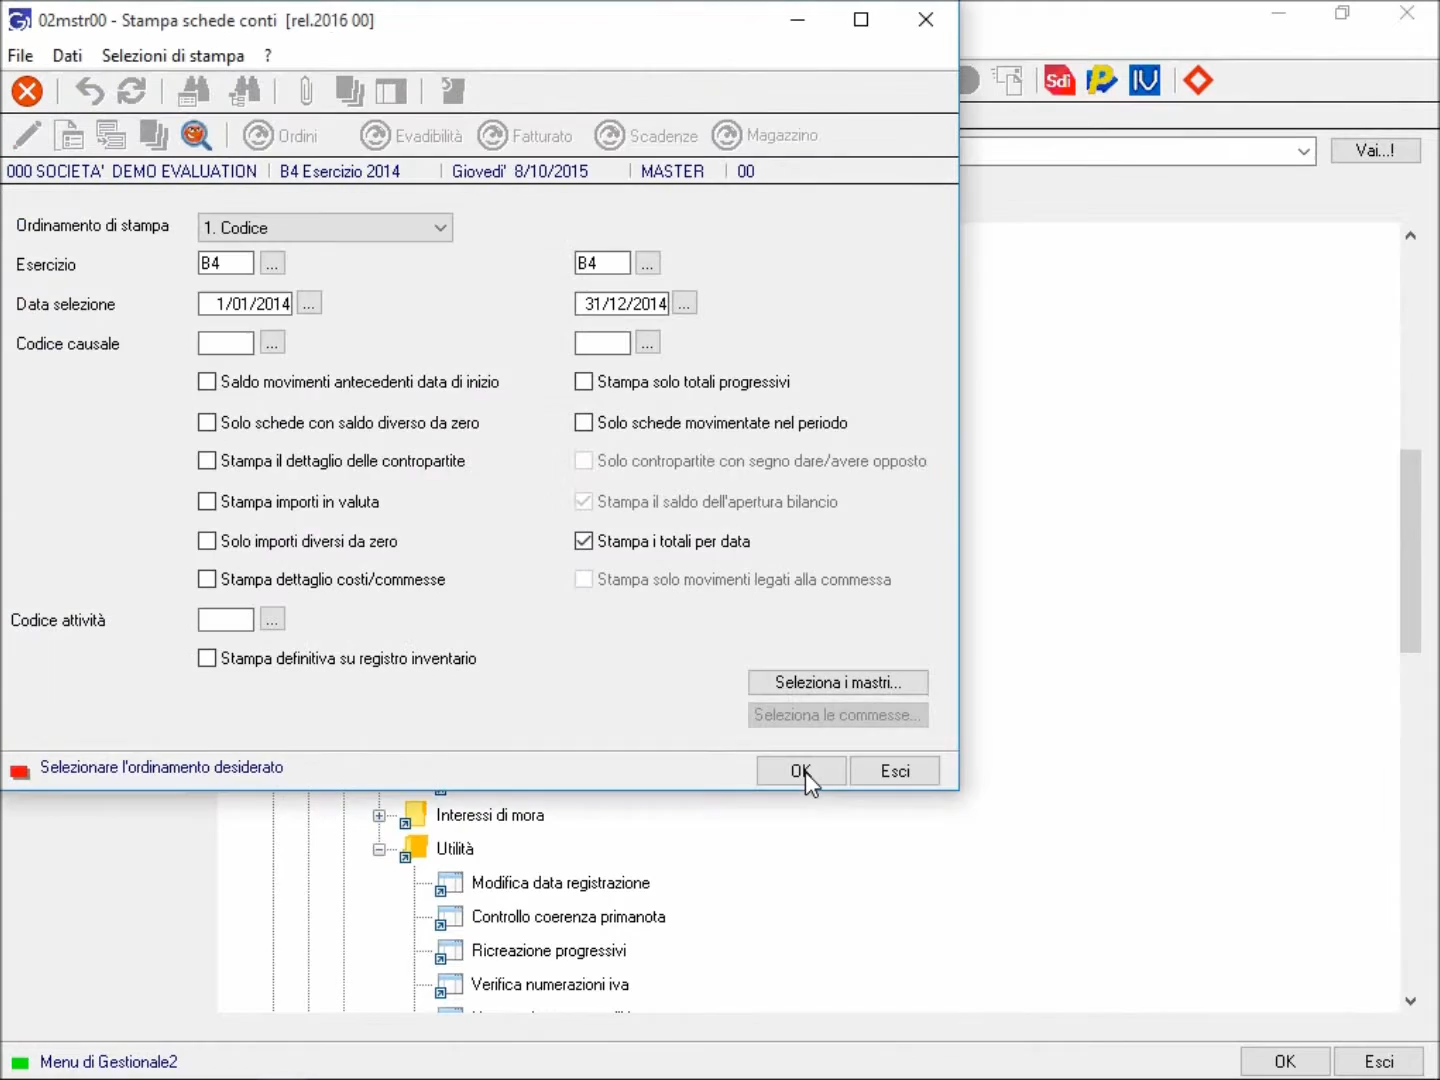 02mstr00 - Stampa schede conti [rel.2016 00]
File Dati Selezioni di stampa ?
Sdi
Ordini Evadibilità Fatturato Scadenze Magazzino
Vai...!
000 SOCIETA' DEMO EVALUATION B4 Esercizio 2014 Giovedi' 8/10/2015 MASTER 00
Ordinamento di stampa 1. Codice
Esercizio B4 ... B4 ...
Data selezione 1/01/2014 ... 31/12/2014 ...
Codice causale ... ...
Saldo movimenti antecedenti data di inizio Stampa solo totali progressivi
Solo schede con saldo diverso da zero Solo schede movimentate nel periodo
Stampa il dettaglio delle contropartite Solo contropartite con segno dare/avere opposto
Stampa importi in valuta Stampa il saldo dell'apertura bilancio
Solo importi diversi da zero Stampa i totali per data
Stampa dettaglio costi/commesse Stampa solo movimenti legati alla commessa
Codice attività ...
Stampa definitiva su registro inventario
Seleziona i mastri...
Seleziona le commesse...
Selezionare l'ordinamento desiderato OK Esci
Interessi di mora
Utilità
Modifica data registrazione
Controllo coerenza primanota
Ricreazione progressivi
Verifica numerazioni iva
Menu di Gestionale2 OK Esci